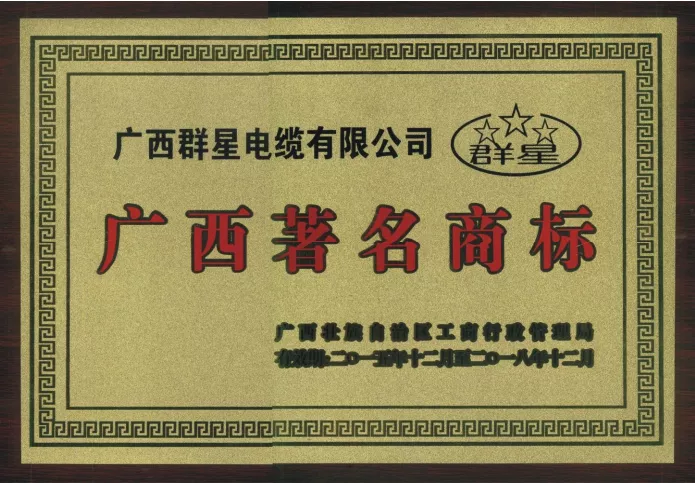 广西群星电缆有限公司
群星
广西著名商标
广西壮族自治区工商行政管理局
有效期:二〇一五年十二月至二〇一八年十二月